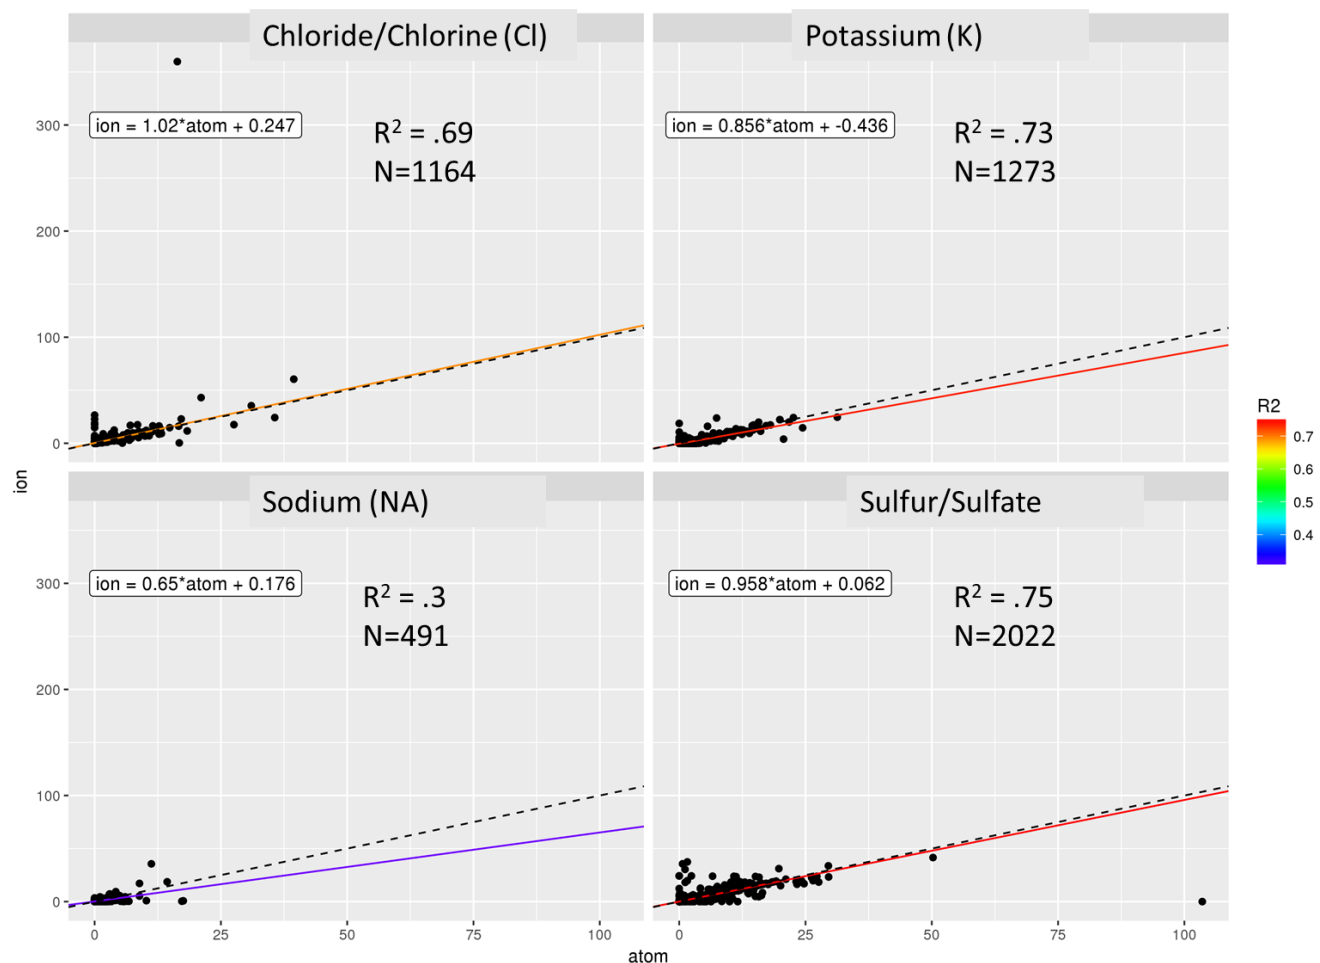 Chloride/Chlorine (Cl)
Potassium (K)
ion = 1.02*atom + 0.247
R² = .69
N=1164
ion = 0.856*atom + -0.436
R² = .73
N=1273
300
200
100
0
Sodium (NA)
Sulfur/Sulfate
ion = 0.65*atom + 0.176
R² = .3
N=491
ion = 0.958*atom + 0.062
R² = .75
N=2022
300
200
100
0
ion
0 25 50 75 100
0 25 50 75 100
atom
R2
0.7
0.6
0.5
0.4